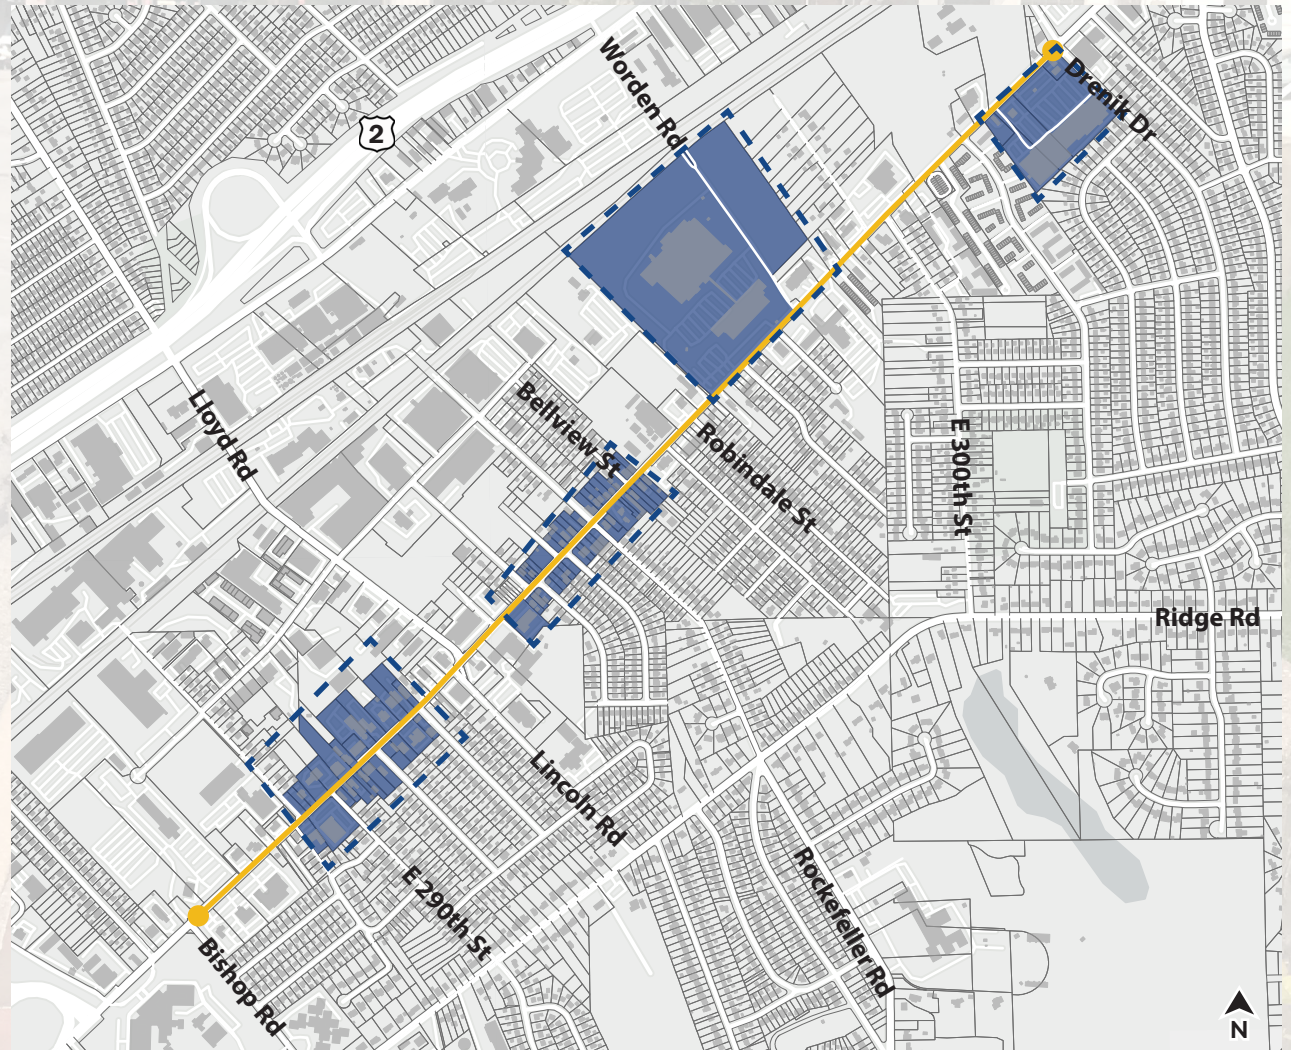 Worden Rd
Drenik Dr
2
Lloyd Rd
Bellview St
Robindale St
E 300th St
Ridge Rd
Lincoln Rd
E 290th St
Rockefeller Rd
Bishop Rd
N